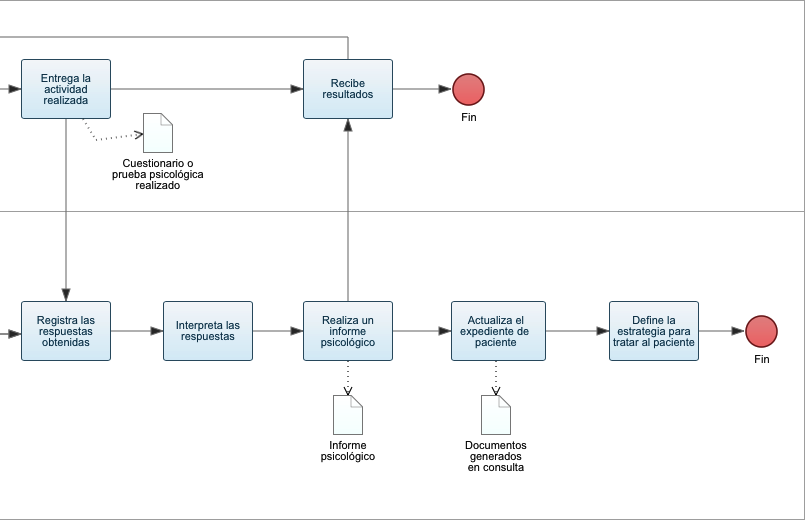 Entrega la
actividad
realizada
Recibe
resultados
Fin
Cuestionario o
prueba psicológica
realizado
Registra las
respuestas
obtenidas
Interpreta las
respuestas
Realiza un
informe
psicológico
Actualiza el
expediente de
paciente
Define la
estrategia para
tratar al paciente
Fin
Informe
psicológico
Documentos
generados
en consulta